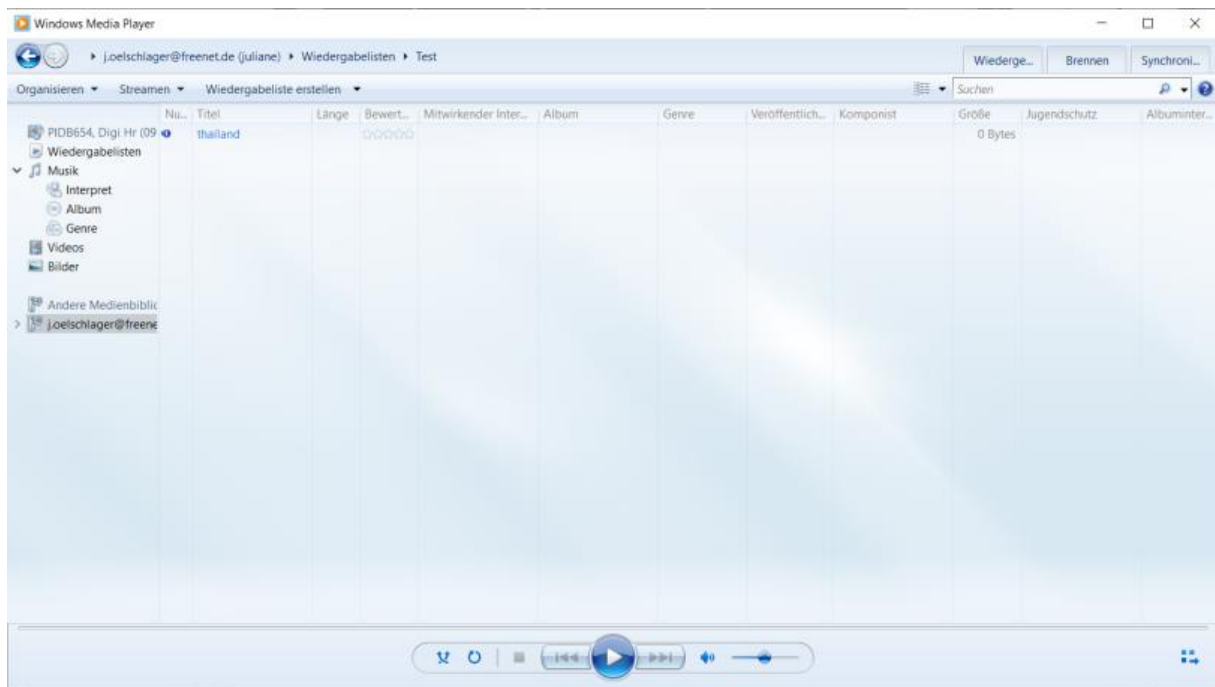 Windows Media Player
j.oelschlager@freenet.de (juliane) Wiedergabelisten Test
Wiederge... Brennen Synchroni...
Organisieren Streamen Wiedergabeliste erstellen Suchen
Nu... Titel Länge Bewert... Mitwirkender Inter... Album Genre Veröffentlich... Komponist Größe Jugendschutz Albuminter...
PIDB654, Digi Hr (09 thailand 0 Bytes
Wiedergabelisten
Musik
Interpret
Album
Genre
Videos
Bilder
Andere Medienbiblic
j.oelschlager@freene